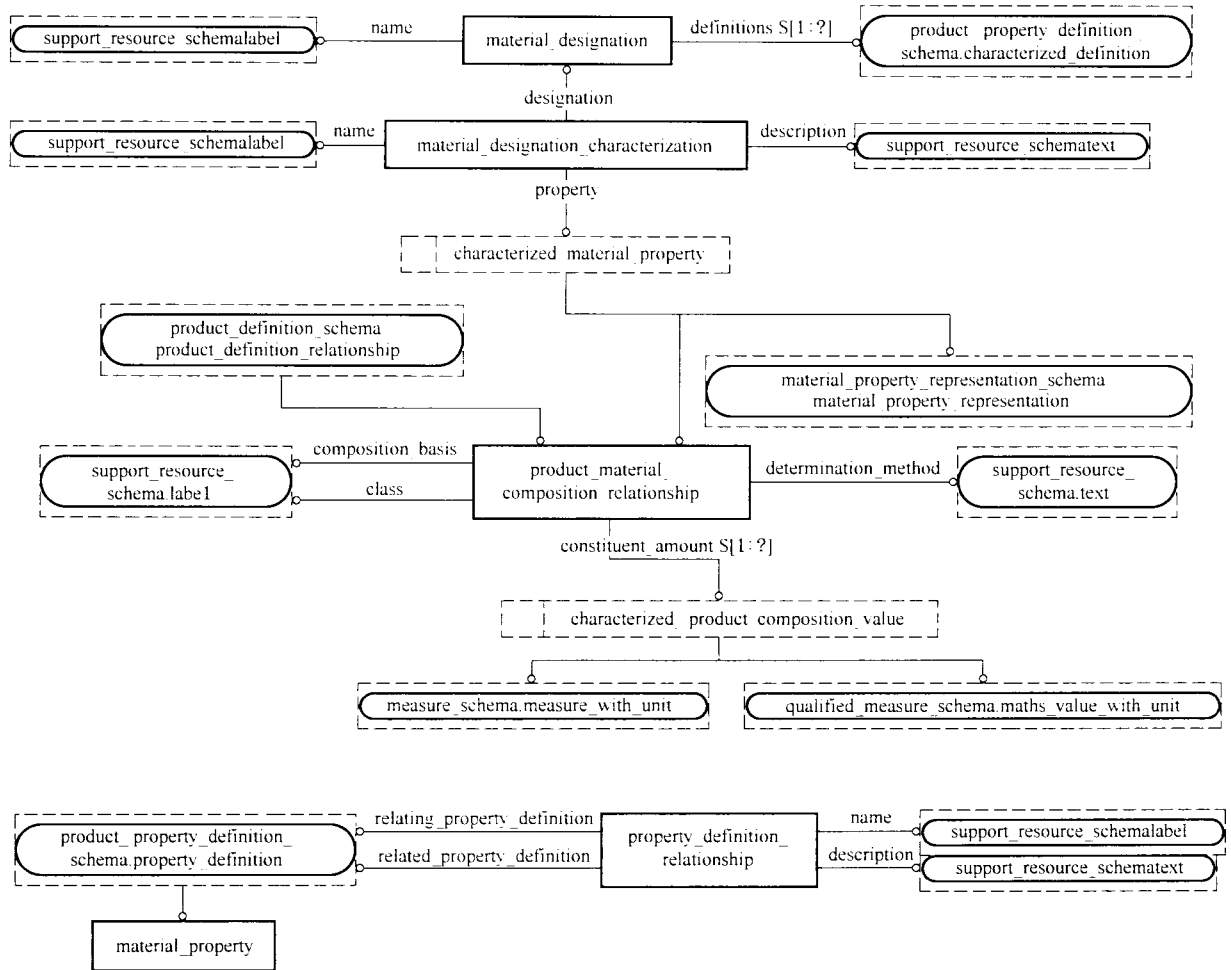 support_resource_schemalabel
name
material_designation
definitions S[1:?]
product_property_definition_
schema.characterized_definition
designation
support_resource_schemalabel
name
material_designation_characterization
description
support_resource_schematext
property
characterized_material_property
product_definition_schema
product_definition_relationship
material_property_representation_schema
material_property_representation
support_resource_
schema.labe1
composition_basis
class
product_material_
composition_relationship
determination_method
support_resource_
schema.text
constituent_amount S[1:?]
characterized_product_composition_value
measure_schema.measure_with_unit
qualified_measure_schema.maths_value_with_unit
product_property_definition_
schema.property_definition
relating_property_definition
related_property_definition
property_definition_
relationship
name
description
support_resource_schemalabel
support_resource_schematext
material_property